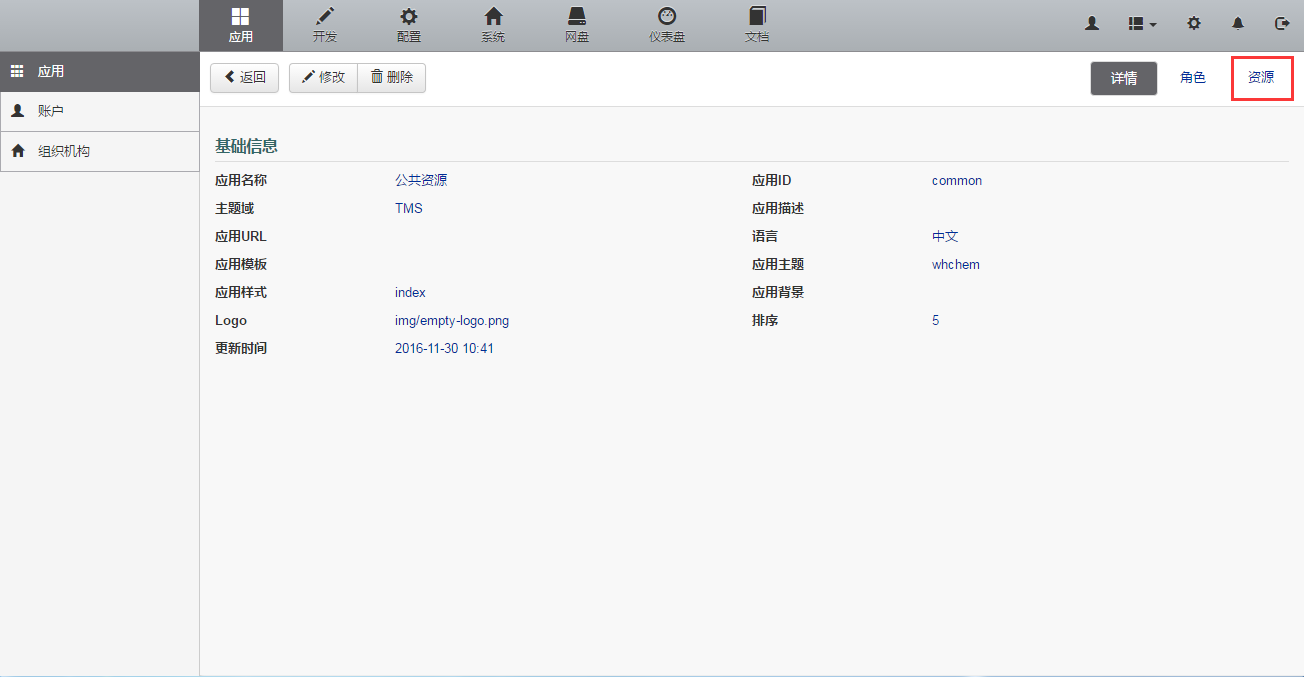 应用 开发 配置 系统 网盘 仪表盘 文档
应用
账户
组织机构
返回 修改 删除 详情 角色 资源
基础信息
应用名称 公共资源 应用ID common
主题域 TMS 应用描述
应用URL 语言 中文
应用模板 应用主题 whchem
应用样式 index 应用背景
Logo img/empty-logo.png 排序 5
更新时间 2016-11-30 10:41